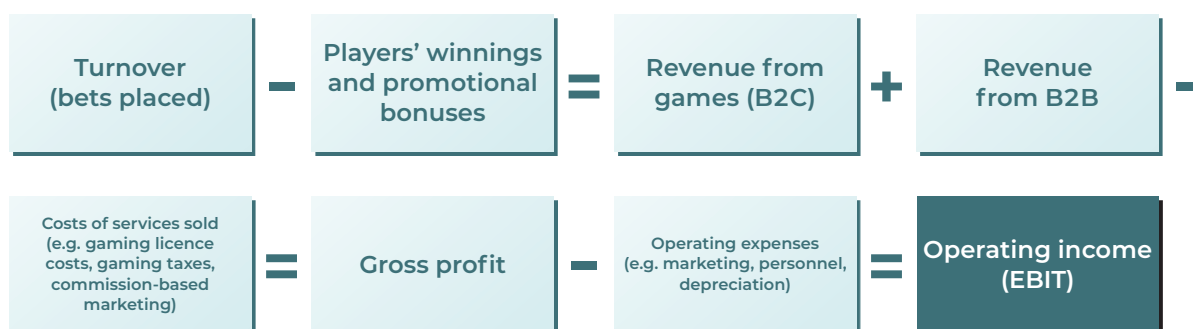 Turnover
(bets placed)
–
Players’ winnings
and promotional
bonuses
=
Revenue from
games (B2C)
+
Revenue
from B2B
–
Costs of services sold
(e.g. gaming licence
costs, gaming taxes,
commission-based
marketing)
=
Gross profit
–
Operating expenses
(e.g. marketing, personnel,
depreciation)
=
Operating income
(EBIT)